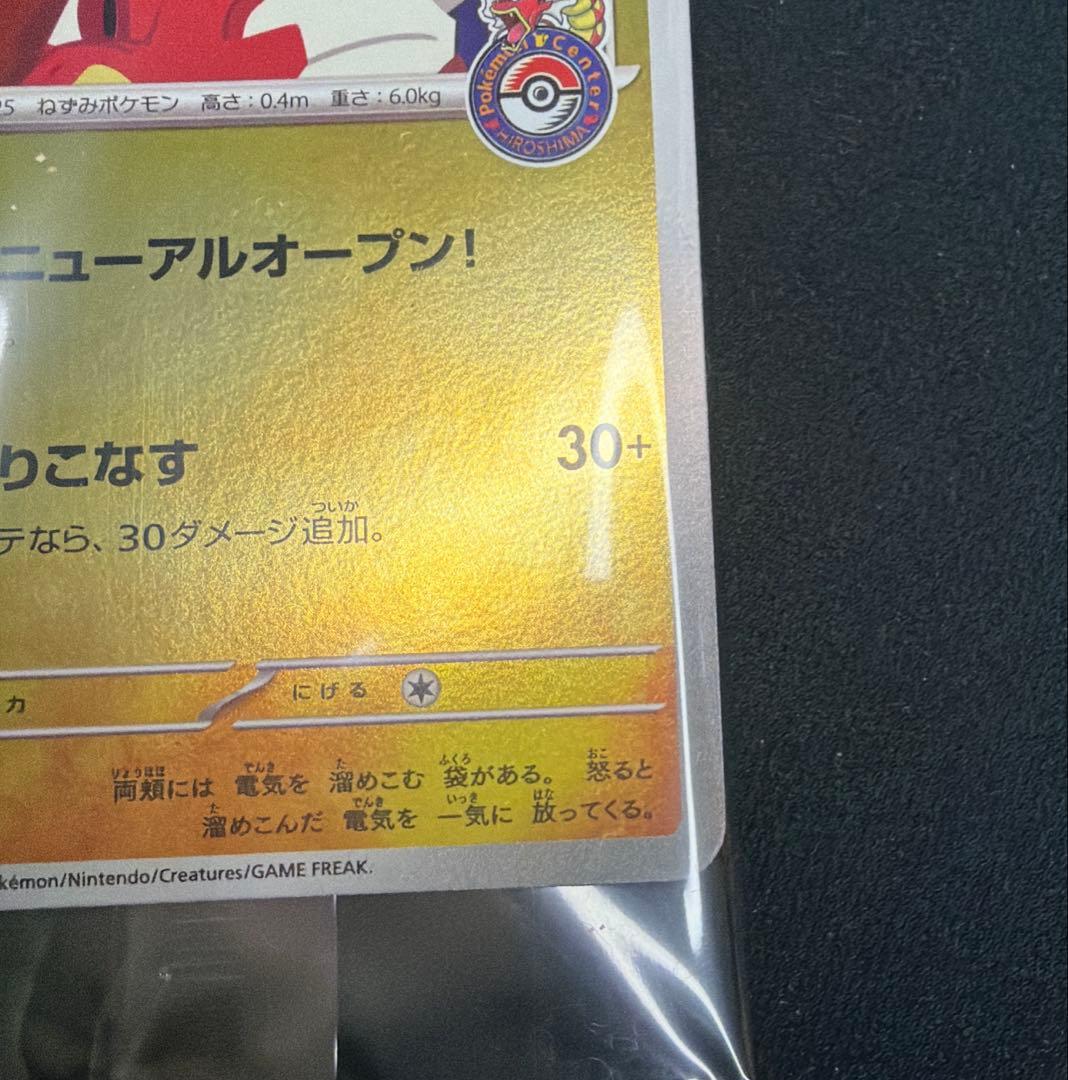 25 ねずみポケモン 高さ：0.4m 重さ：6.0kg
Pokémon Center
HIROSHIMA
ニューアルオープン！
りこなす 30+
ついか
テなら、30ダメージ追加。
カ にげる
りょうほほ でんき た ふくろ おこ
両頬には 電気を 溜めこむ 袋がある。 怒ると
た でんき いっき はな
溜めこんだ 電気を 一気に 放ってくる。
kémon/Nintendo/Creatures/GAME FREAK.